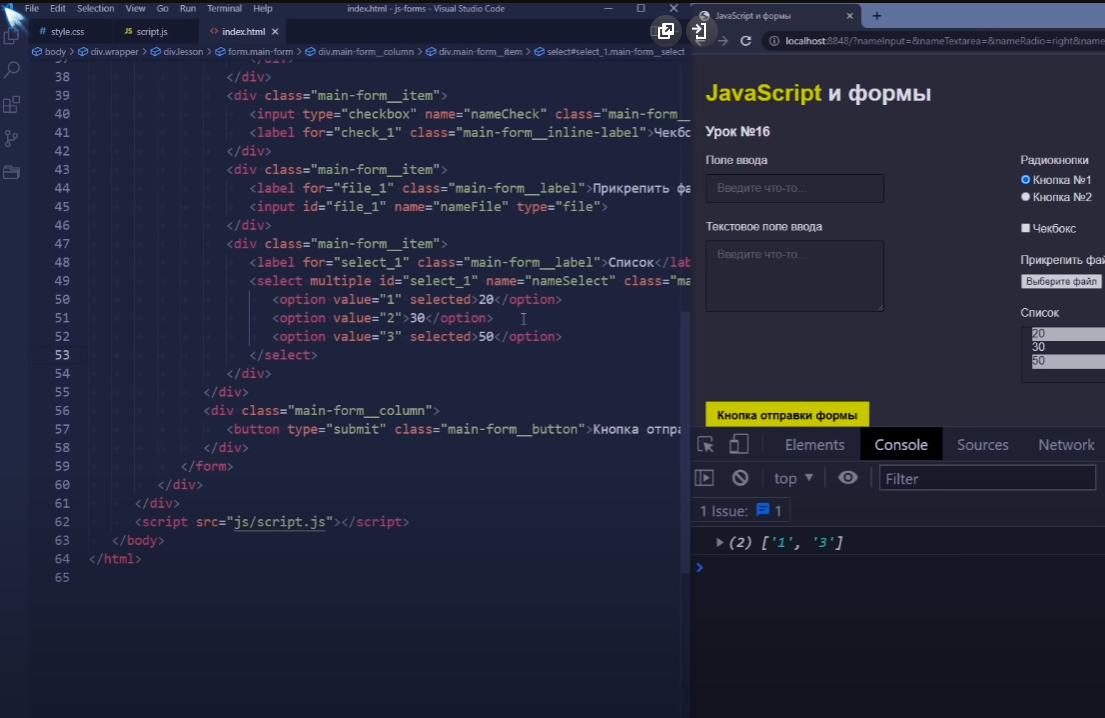 File Edit Selection View Go Run Terminal Help
index.html - js-forms - Visual Studio Code
# style.css
JS script.js
<> index.html ×
body > div.wrapper > div.lesson > form.main-form > div.main-form__column > div.main-form__item > select#select_1.main-form__select
37 </div>
38 </div>
39 <div class="main-form__item">
40 <input type="checkbox" name="nameCheck" class="main-form__
41 <label for="check_1" class="main-form__inline-label">Чекбо
42 </div>
43 <div class="main-form__item">
44 <label for="file_1" class="main-form__label">Прикрепить фа
45 <input id="file_1" name="nameFile" type="file">
46 </div>
47 <div class="main-form__item">
48 <label for="select_1" class="main-form__label">Список</lab
49 <select multiple id="select_1" name="nameSelect" class="ma
50 <option value="1" selected>20</option>
51 <option value="2">30</option>
52 <option value="3" selected>50</option>
53 </select>
54 </div>
55 </div>
56 <div class="main-form__column">
57 <button type="submit" class="main-form__button">Кнопка отпра
58 </div>
59 </form>
60 </div>
61 </div>
62 <script src="js/script.js"></script>
63 </body>
64 </html>
65
JavaScript и формы
localhost:8848/?nameInput=&nameTextarea=&nameRadio=right&name
JavaScript и формы
Урок №16
Поле ввода
Введите что-то...
Текстовое поле ввода
Введите что-то...
Радиокнопки
Кнопка №1
Кнопка №2
Чекбокс
Прикрепить фай
Выберите файл
Список
20
30
50
Кнопка отправки формы
Elements Console Sources Network
top ▼ Filter
1 Issue: 1
(2) ['1', '3']